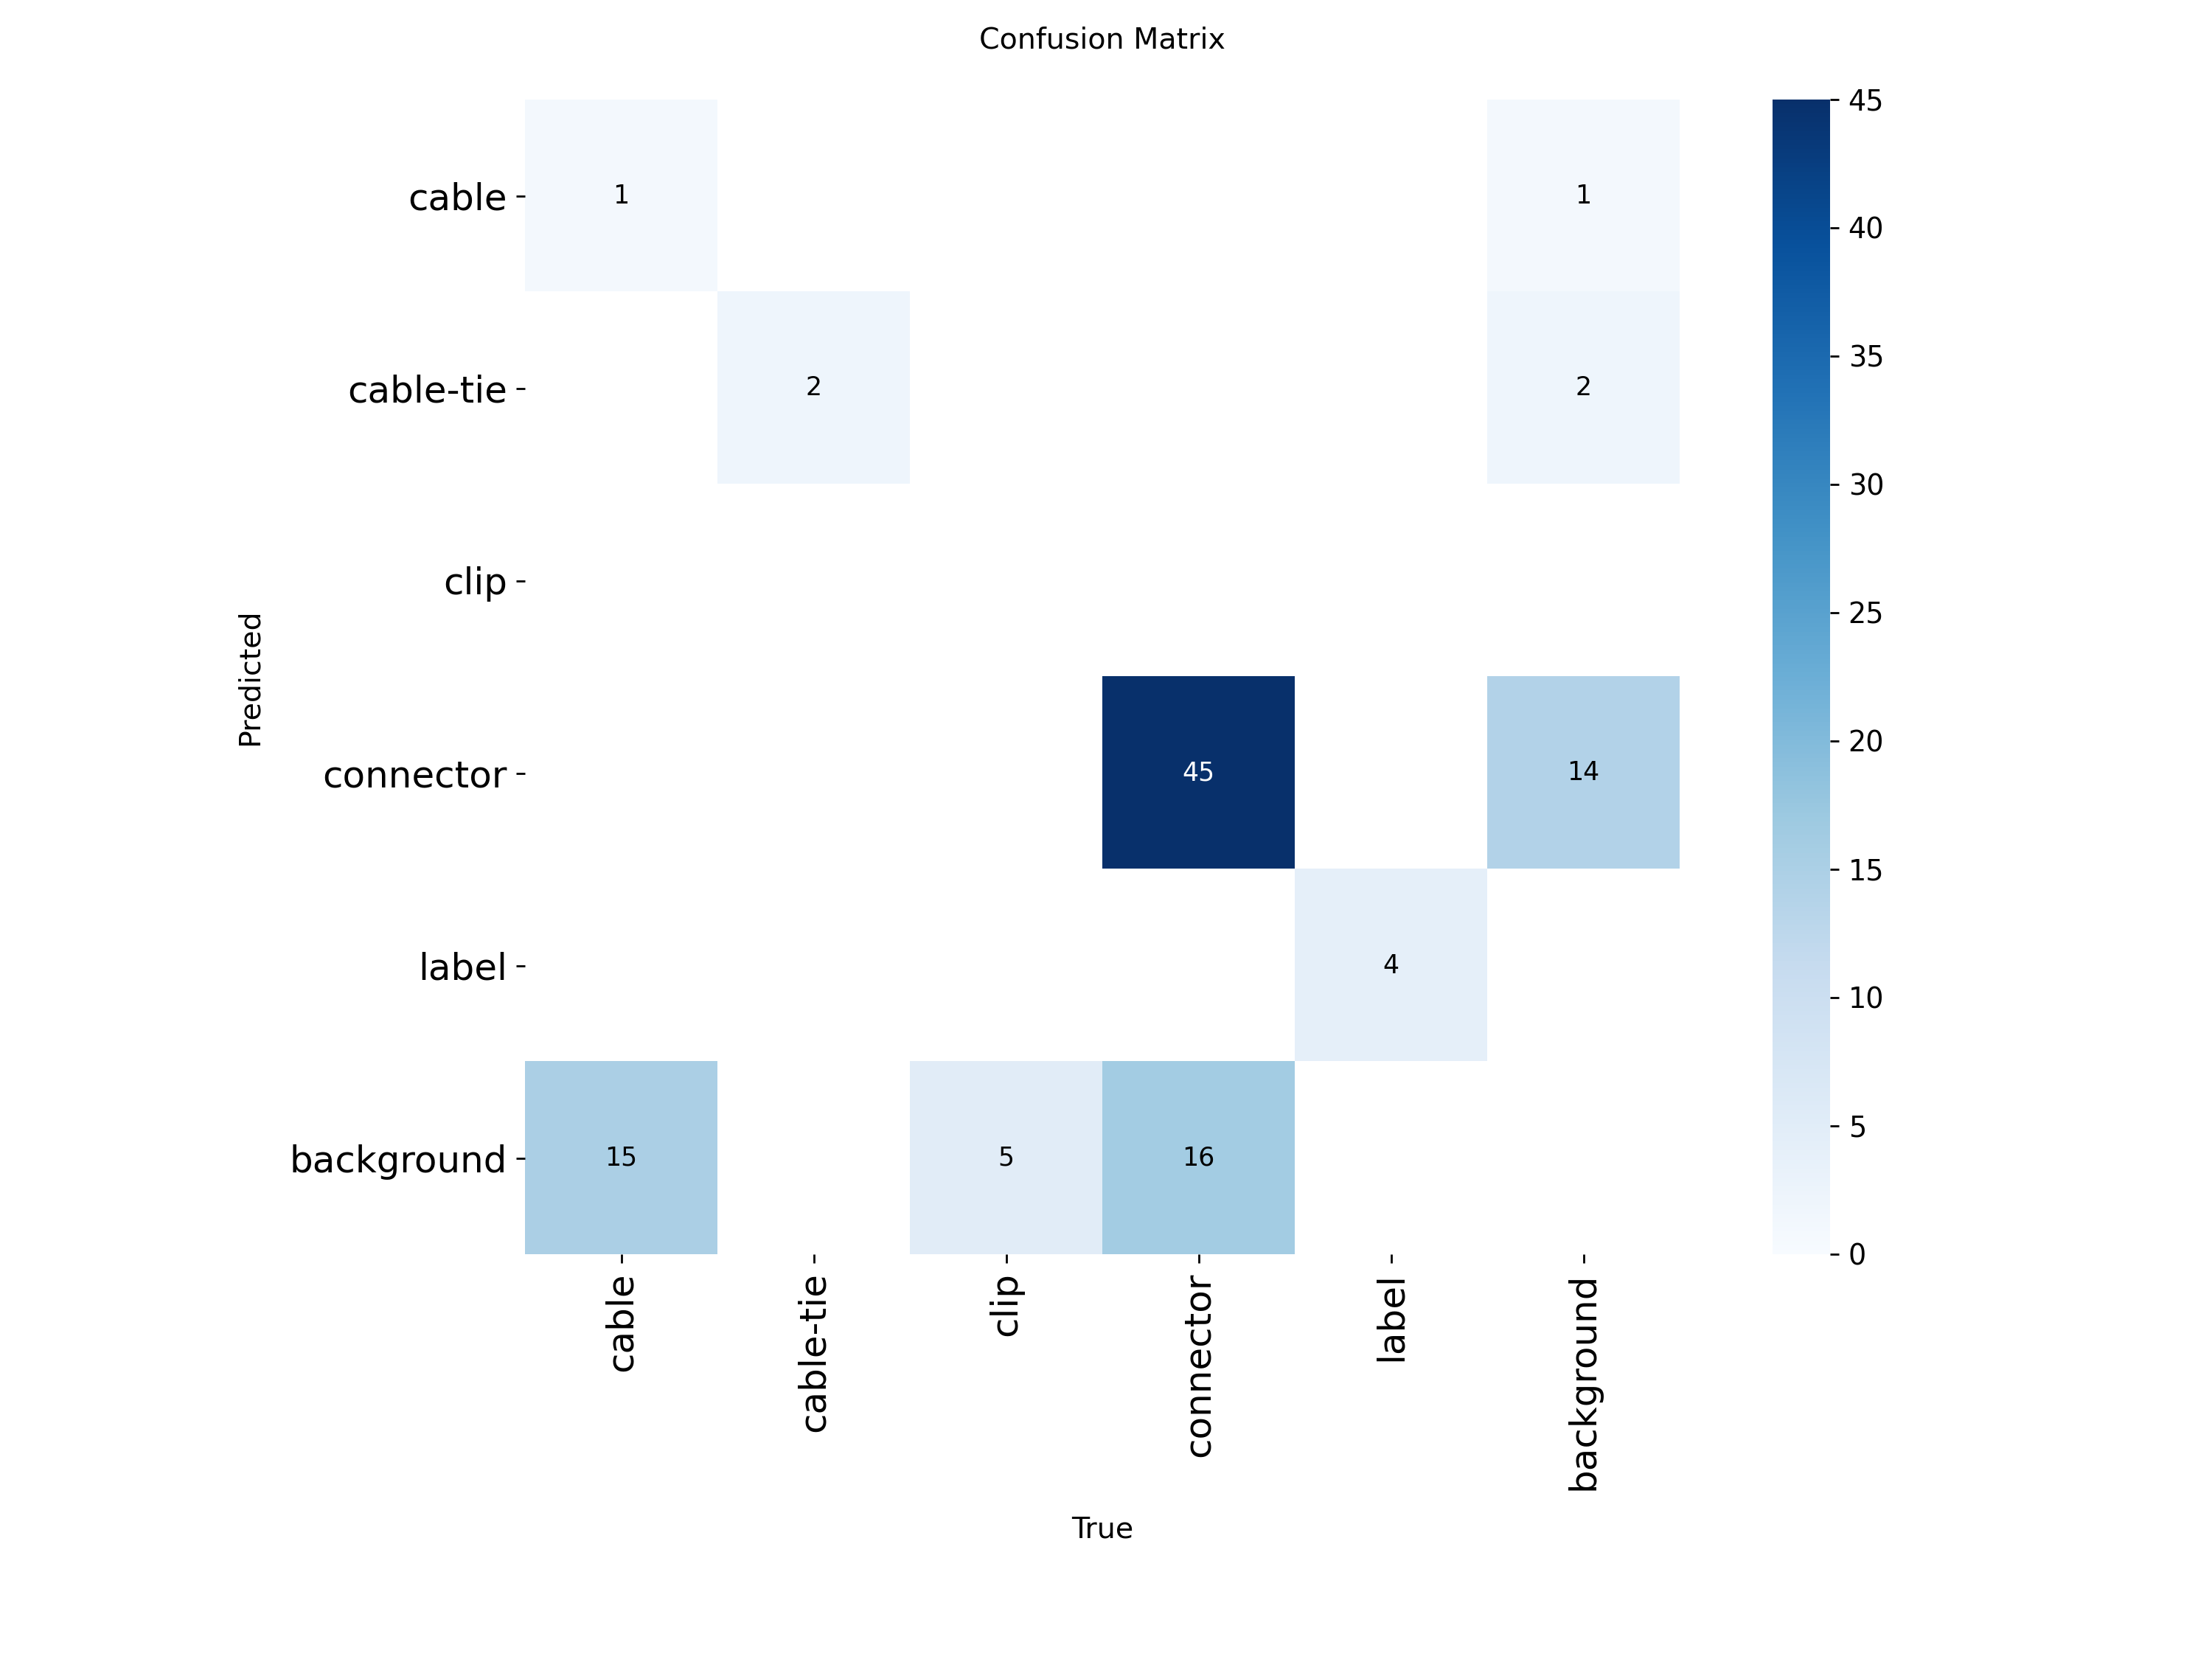 Confusion Matrix
cable
1
1
cable-tie
2
2
clip
connector
45
14
label
4
background
15
5
16
Predicted
cable
cable-tie
clip
connector
label
background
True
45
40
35
30
25
20
15
10
5
0